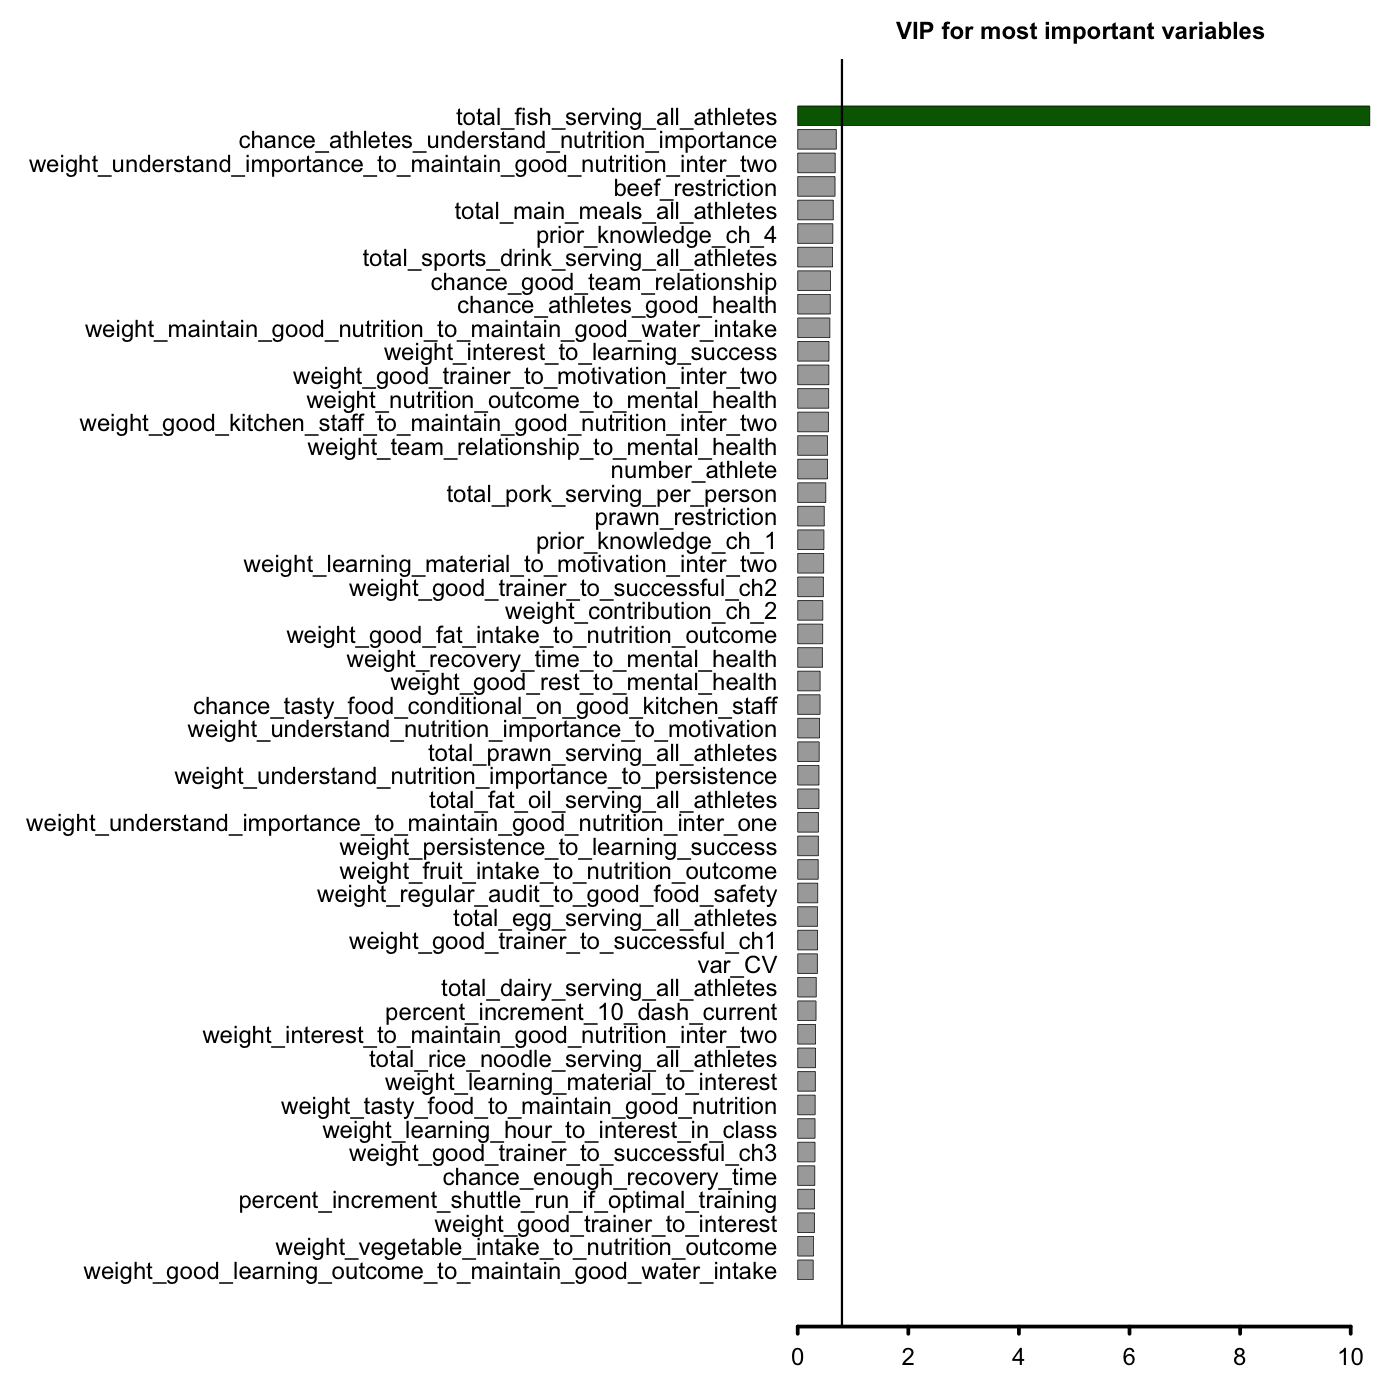 VIP for most important variables
total_fish_serving_all_athletes
chance_athletes_understand_nutrition_importance
weight_understand_importance_to_maintain_good_nutrition_inter_two
beef_restriction
total_main_meals_all_athletes
prior_knowledge_ch_4
total_sports_drink_serving_all_athletes
chance_good_team_relationship
chance_athletes_good_health
weight_maintain_good_nutrition_to_maintain_good_water_intake
weight_interest_to_learning_success
weight_good_trainer_to_motivation_inter_two
weight_nutrition_outcome_to_mental_health
weight_good_kitchen_staff_to_maintain_good_nutrition_inter_two
weight_team_relationship_to_mental_health
number_athlete
total_pork_serving_per_person
prawn_restriction
prior_knowledge_ch_1
weight_learning_material_to_motivation_inter_two
weight_good_trainer_to_successful_ch2
weight_contribution_ch_2
weight_good_fat_intake_to_nutrition_outcome
weight_recovery_time_to_mental_health
weight_good_rest_to_mental_health
chance_tasty_food_conditional_on_good_kitchen_staff
weight_understand_nutrition_importance_to_motivation
total_prawn_serving_all_athletes
weight_understand_nutrition_importance_to_persistence
total_fat_oil_serving_all_athletes
weight_understand_importance_to_maintain_good_nutrition_inter_one
weight_persistence_to_learning_success
weight_fruit_intake_to_nutrition_outcome
weight_regular_audit_to_good_food_safety
total_egg_serving_all_athletes
weight_good_trainer_to_successful_ch1
var_CV
total_dairy_serving_all_athletes
percent_increment_10_dash_current
weight_interest_to_maintain_good_nutrition_inter_two
total_rice_noodle_serving_all_athletes
weight_learning_material_to_interest
weight_tasty_food_to_maintain_good_nutrition
weight_learning_hour_to_interest_in_class
weight_good_trainer_to_successful_ch3
chance_enough_recovery_time
percent_increment_shuttle_run_if_optimal_training
weight_good_trainer_to_interest
weight_vegetable_intake_to_nutrition_outcome
weight_good_learning_outcome_to_maintain_good_water_intake
0 2 4 6 8 10